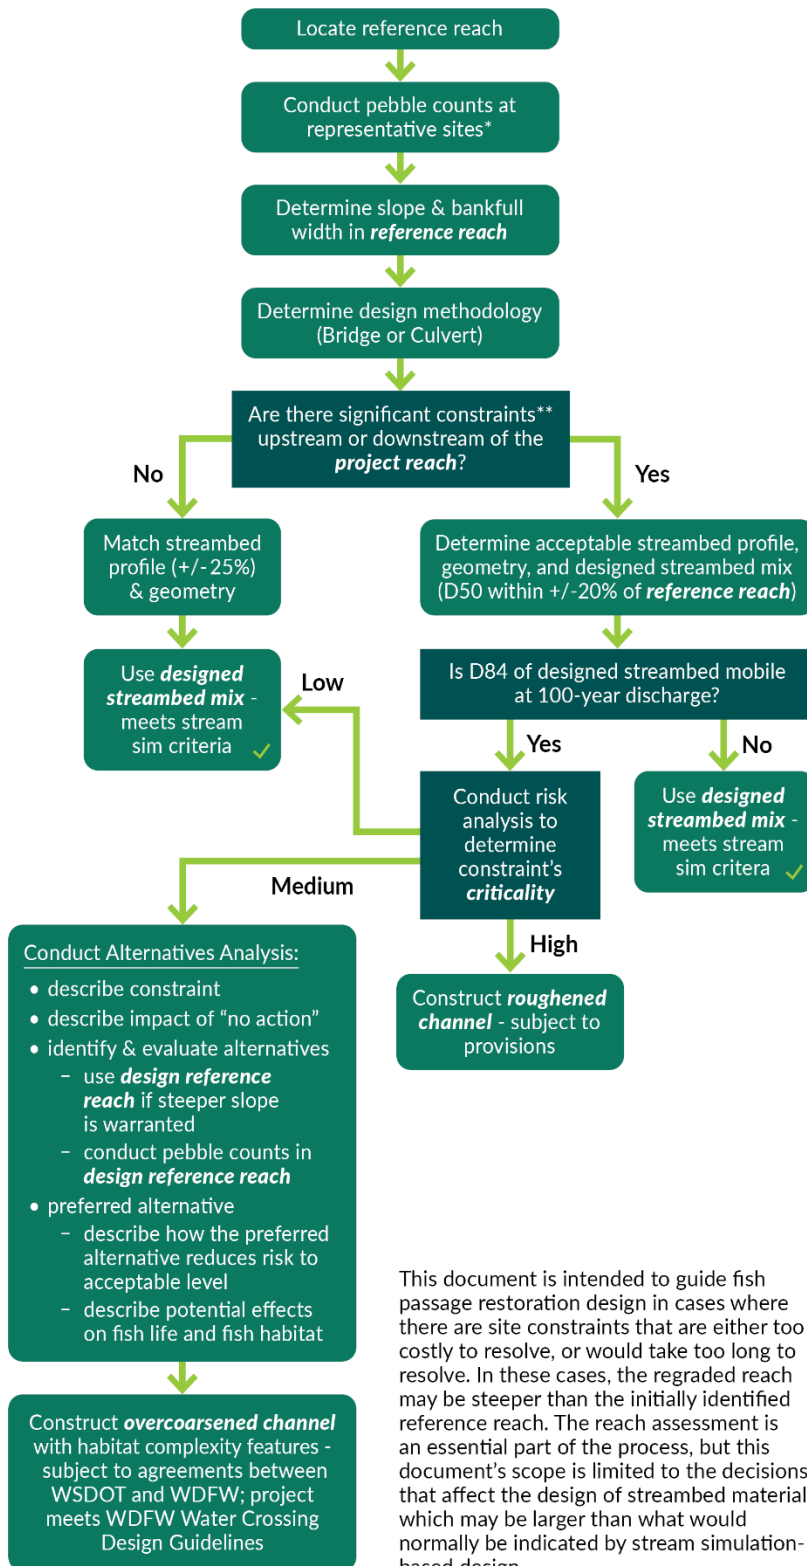 Locate reference reach
Conduct pebble counts at
representative sites*
Determine slope & bankfull
width in reference reach
Determine design methodology
(Bridge or Culvert)
Are there significant constraints**
upstream or downstream of the
project reach?
No
Yes
Match streambed
profile (+/-25%)
& geometry
Determine acceptable streambed profile,
geometry, and designed streambed mix
(D50 within +/-20% of reference reach)
Use designed
streambed mix -
meets stream
sim criteria
Low
Is D84 of designed streambed mobile
at 100-year discharge?
Yes
No
Conduct risk
analysis to
determine
constraint's
criticality
Use designed
streambed mix -
meets stream
sim critera
Medium
High
Construct roughened
channel - subject to
provisions
Conduct Alternatives Analysis:
• describe constraint
• describe impact of “no action”
• identify & evaluate alternatives
– use design reference
reach if steeper slope
is warranted
– conduct pebble counts in
design reference reach
• preferred alternative
– describe how the preferred
alternative reduces risk to
acceptable level
– describe potential effects
on fish life and fish habitat
Construct overcoarsened channel
with habitat complexity features -
subject to agreements between
WSDOT and WDFW; project
meets WDFW Water Crossing
Design Guidelines
This document is intended to guide fish
passage restoration design in cases where
there are site constraints that are either too
costly to resolve, or would take too long to
resolve. In these cases, the regraded reach
may be steeper than the initially identified
reference reach. The reach assessment is
an essential part of the process, but this
document's scope is limited to the decisions
that affect the design of streambed material
which may be larger than what would
normally be indicated by stream simulation-
based design